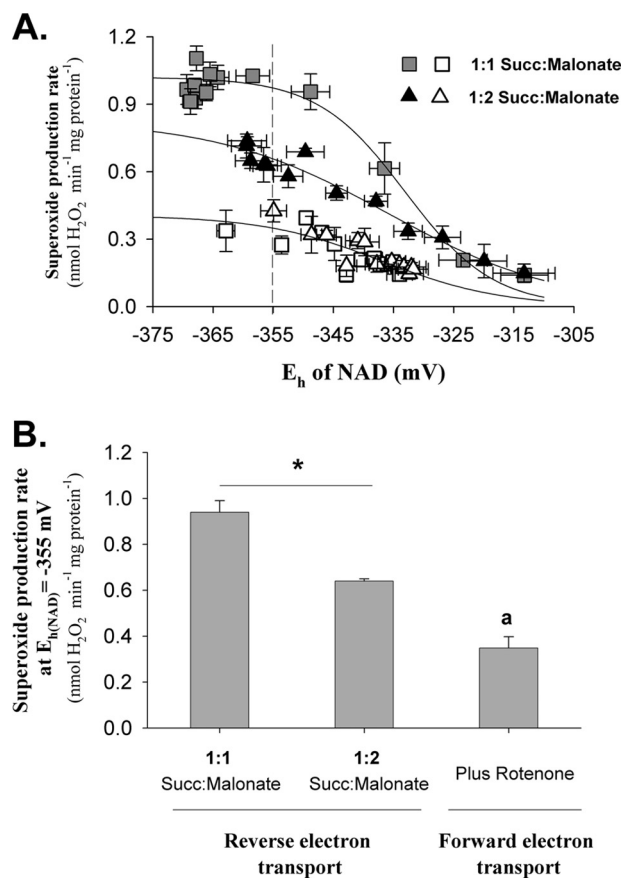 A.
Superoxide production rate
(nmol H2O2 min-1 mg protein-1)
1.2
0.9
0.6
0.3
0.0
1:1 Succ:Malonate
1:2 Succ:Malonate
-375 -365 -355 -345 -335 -325 -315 -305
Eh of NAD (mV)
B.
Superoxide production rate
at Eh(NAD)= -355 mV
(nmol H2O2 min-1 mg protein-1)
1.2
1.0
0.8
0.6
0.4
0.2
0.0
*
a
1:1
Succ:Malonate
1:2
Succ:Malonate
Plus Rotenone
Reverse electron
transport
Forward electron
transport